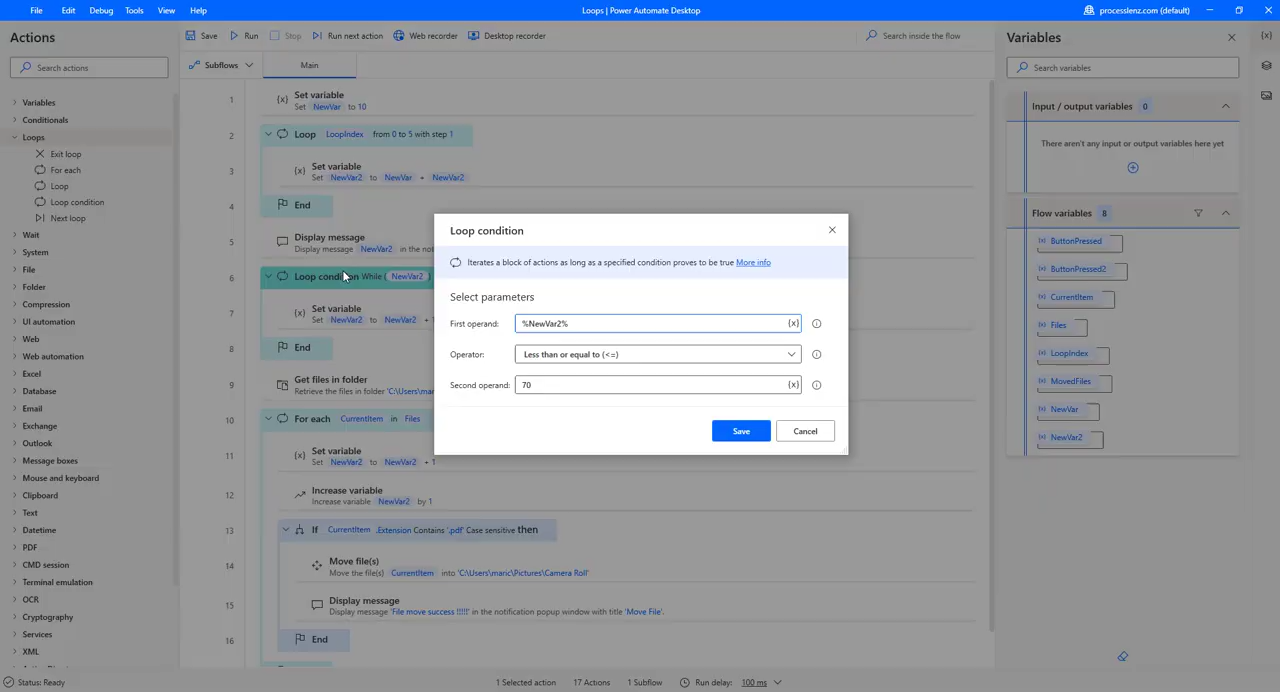 File Edit Debug Tools View Help
Loops | Power Automate Desktop
processlenz.com (default)
Actions
Search actions
Variables
Conditionals
Loops
Exit loop
For each
Loop
Loop condition
Next loop
Wait
System
File
Folder
Compression
UI automation
Web
Web automation
Excel
Database
Email
Exchange
Outlook
Message boxes
Mouse and keyboard
Clipboard
Text
Datetime
PDF
CMD session
Terminal emulation
OCR
Cryptography
Services
XML
Save Run Stop Run next action Web recorder Desktop recorder
Search inside the flow
Subflows Main
1 Set variable
Set NewVar to 10
2 Loop LoopIndex from 0 to 5 with step 1
3 Set variable
Set NewVar2 to NewVar + NewVar2
4 End
5 Display message
Display message NewVar2 in the not
6 Loop condition While ( NewVar2 )
7 Set variable
Set NewVar2 to NewVar2 + 1
8 End
9 Get files in folder
Retrieve the files in folder 'C:\Users\mari
10 For each CurrentItem in Files
11 Set variable
Set NewVar2 to NewVar2 + 1
12 Increase variable
Increase variable NewVar2 by 1
13 If CurrentItem .Extension Contains '.pdf' Case sensitive then
14 Move file(s)
Move the file(s) CurrentItem into 'C:\Users\maric\Pictures\Camera Roll'
15 Display message
Display message 'File move success !!!!!' in the notification popup window with title 'Move File'.
16 End
Loop condition
Iterates a block of actions as long as a specified condition proves to be true More info
Select parameters
First operand: %NewVar2% {x}
Operator: Less than or equal to (<=)
Second operand: 70 {x}
Save Cancel
Variables
Search variables
Input / output variables 0
There aren't any input or output variables here yet
Flow variables 8
ButtonPressed
ButtonPressed2
CurrentItem
Files
LoopIndex
MovedFiles
NewVar
NewVar2
Status: Ready
1 Selected action 17 Actions 1 Subflow Run delay: 100 ms